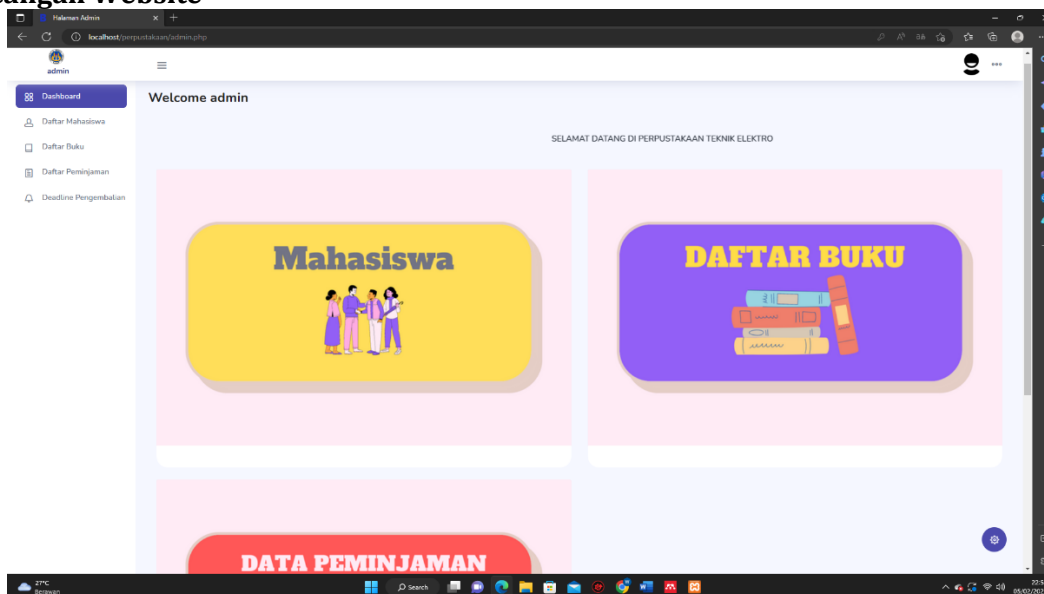 Website
Halaman Admin
localhost/perpustakaan/admin.php
admin
Dashboard
Welcome admin
Daftar Mahasiswa
Daftar Buku
SELAMAT DATANG DI PERPUSTAKAAN TEKNIK ELEKTRO
Daftar Peminjaman
Deadline Pengembalian
Mahasiswa
DAFTAR BUKU
DATA PEMINJAMAN
27°C
Berawan
Search